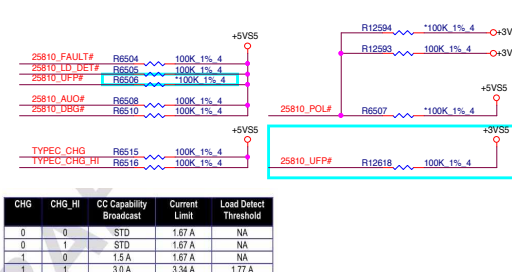 R12594 *100K_1%_4 +3V
+5VS5
R12593 100K_1%_4 +3V
25810_FAULT# R6504 100K_1%_4
25810_LD_DET# R6505 100K_1%_4
25810_UFP# R6506 *100K_1%_4
+5VS5
25810_AUO# R6508 100K_1%_4
25810_DBG# R6510 100K_1%_4
25810_POL# R6507 *100K_1%_4
+5VS5
+3VS5
TYPEC_CHG R6515 100K_1%_4
TYPEC_CHG_HI R6516 100K_1%_4
25810_UFP# R12618 100K_1%_4
CHG CHG_HI CC Capability Broadcast Current Limit Load Detect Threshold
0 0 STD 1.67 A NA
0 1 STD 1.67 A NA
1 0 1.5 A 1.67 A NA
1 1 3.0 A 3.34 A 1.77 A